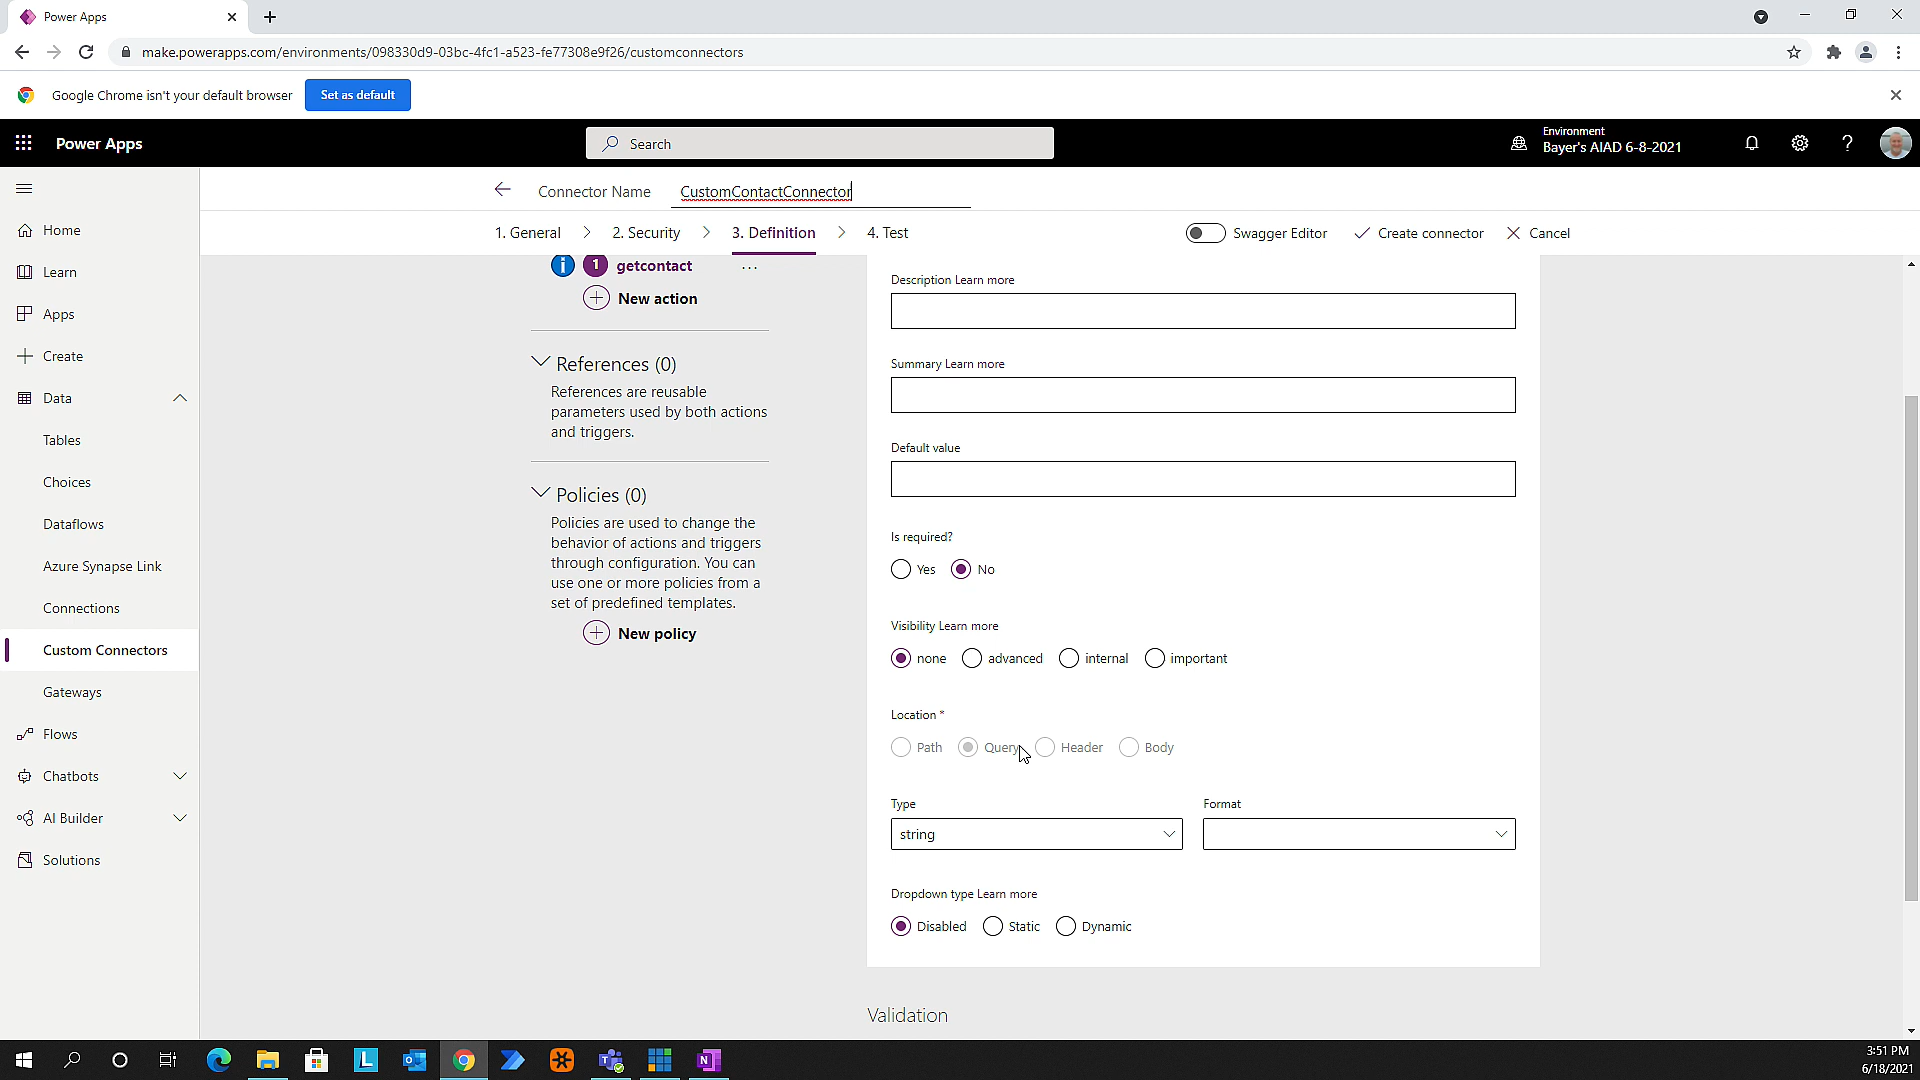 Power Apps
make.powerapps.com/environments/098330d9-03bc-4fc1-a523-fe77308e9f26/customconnectors
Google Chrome isn't your default browser
Set as default
Power Apps
Search
Environment
Bayer's AIAD 6-8-2021
Connector Name
CustomContactConnector
1. General
2. Security
3. Definition
4. Test
Swagger Editor
Create connector
Cancel
Home
Learn
Apps
Create
Data
Tables
Choices
Dataflows
Azure Synapse Link
Connections
Custom Connectors
Gateways
Flows
Chatbots
AI Builder
Solutions
1
getcontact
...
New action
References (0)
References are reusable
parameters used by both actions
and triggers.
Policies (0)
Policies are used to change the
behavior of actions and triggers
through configuration. You can
use one or more policies from a
set of predefined templates.
New policy
Description Learn more
Summary Learn more
Default value
Is required?
Yes No
Visibility Learn more
none advanced internal important
Location *
Path Query Header Body
Type
string
Format
Dropdown type Learn more
Disabled Static Dynamic
Validation
3:51 PM
6/18/2021